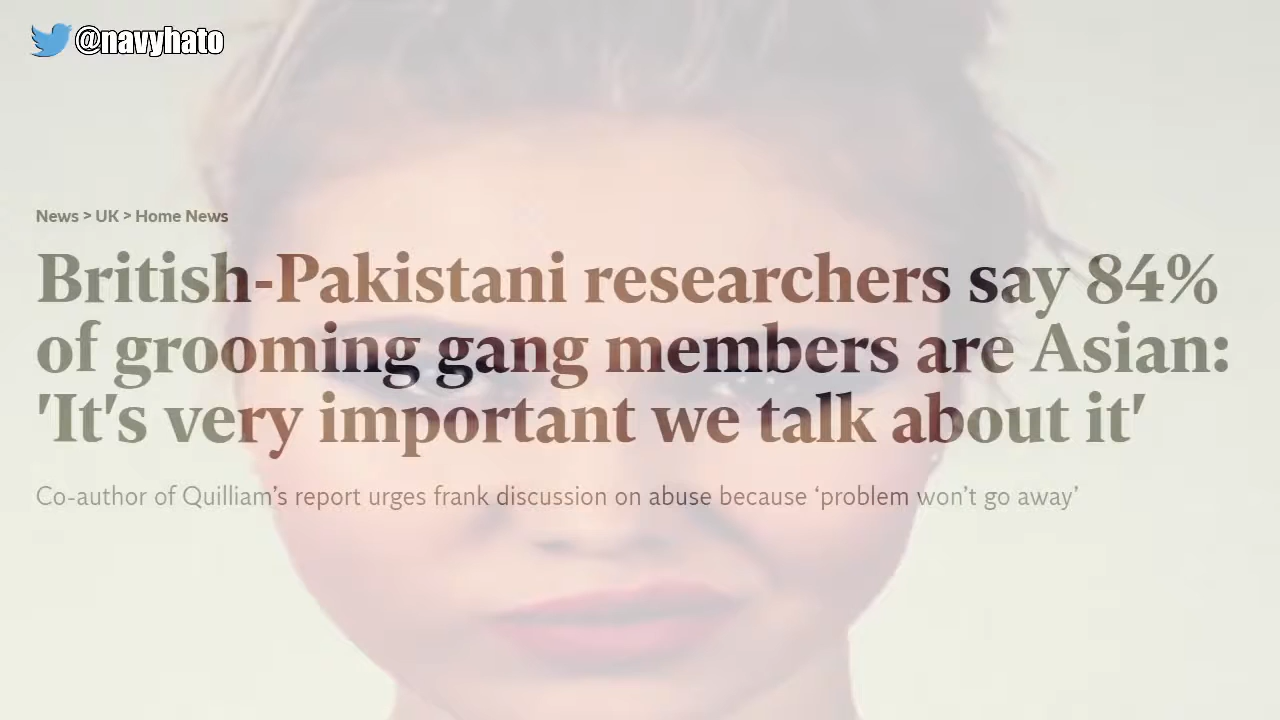 @navyhato
News > UK > Home News
British-Pakistani researchers say 84%
of grooming gang members are Asian:
'It's very important we talk about it'
Co-author of Quilliam’s report urges frank discussion on abuse because ‘problem won’t go away’